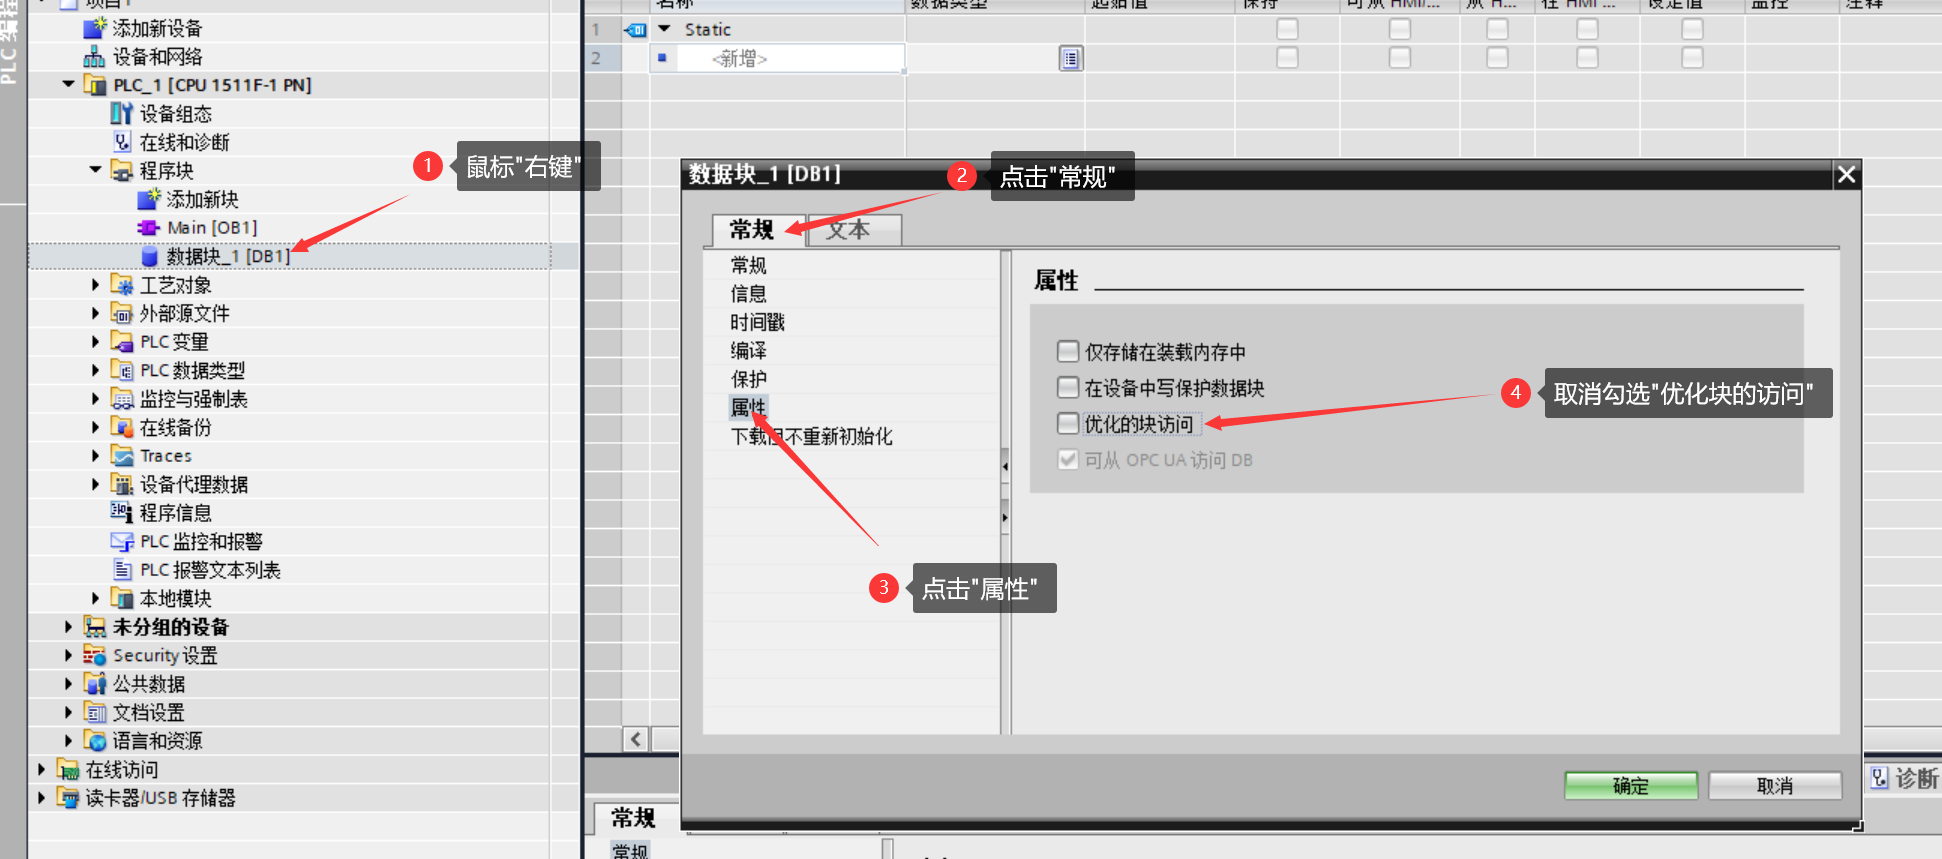 项目1
PLC 编程
添加新设备
设备和网络
PLC_1 [CPU 1511F-1 PN]
设备组态
在线和诊断
程序块
添加新块
Main [OB1]
数据块_1 [DB1]
工艺对象
外部源文件
PLC 变量
PLC 数据类型
监控与强制表
在线备份
Traces
设备代理数据
程序信息
PLC 监控和报警
PLC 报警文本列表
本地模块
未分组的设备
Security 设置
公共数据
文档设置
语言和资源
在线访问
读卡器/USB 存储器
名称 数据类型 起始值 保持 可从 HMI/... 从 H... 在 HMI ... 设定值 监控 注释
1 Static
2 <新增>
1 鼠标"右键"
2 点击"常规"
3 点击"属性"
4 取消勾选"优化块的访问"
数据块_1 [DB1]
常规 文本
常规
信息
时间戳
编译
保护
属性
下载但不重新初始化
属性
仅存储在装载内存中
在设备中写保护数据块
优化的块访问
可从 OPC UA 访问 DB
确定 取消
诊断
常规
常规